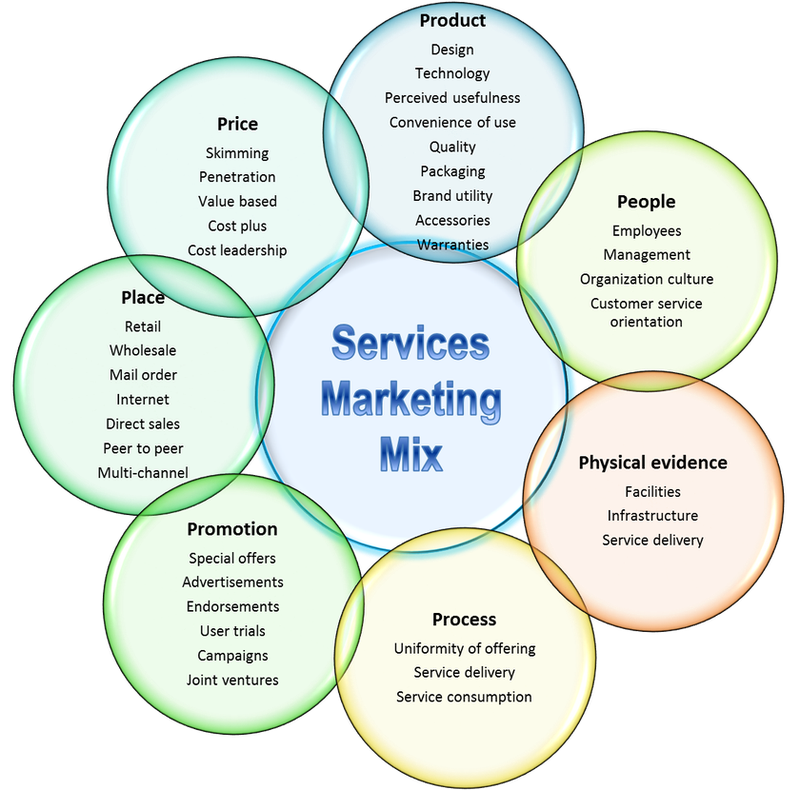 Product
Design
Technology
Perceived usefulness
Convenience of use
Quality
Packaging
Brand utility
Accessories
Warranties
People
Employees
Management
Organization culture
Customer service
orientation
Physical evidence
Facilities
Infrastructure
Service delivery
Process
Uniformity of offering
Service delivery
Service consumption
Promotion
Special offers
Advertisements
Endorsements
User trials
Campaigns
Joint ventures
Place
Retail
Wholesale
Mail order
Internet
Direct sales
Peer to peer
Multi-channel
Price
Skimming
Penetration
Value based
Cost plus
Cost leadership
Services
Marketing
Mix